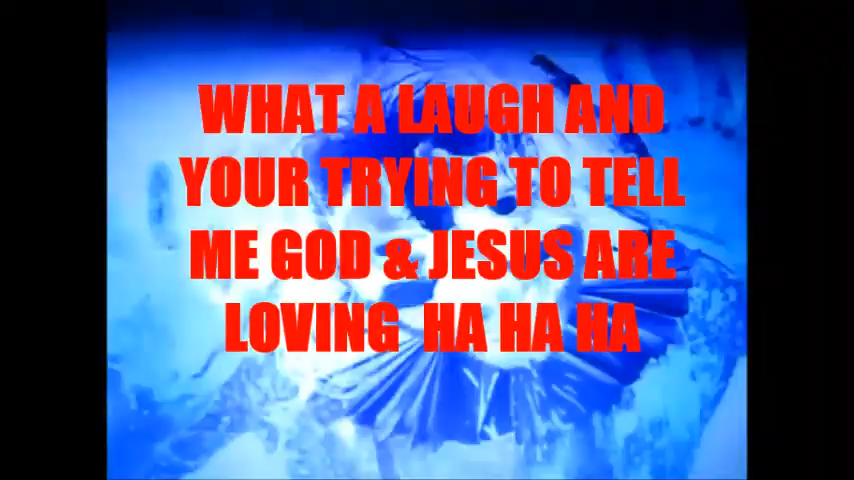 WHAT A LAUGH AND
YOUR TRYING TO TELL
ME GOD & JESUS ARE
LOVING HA HA HA